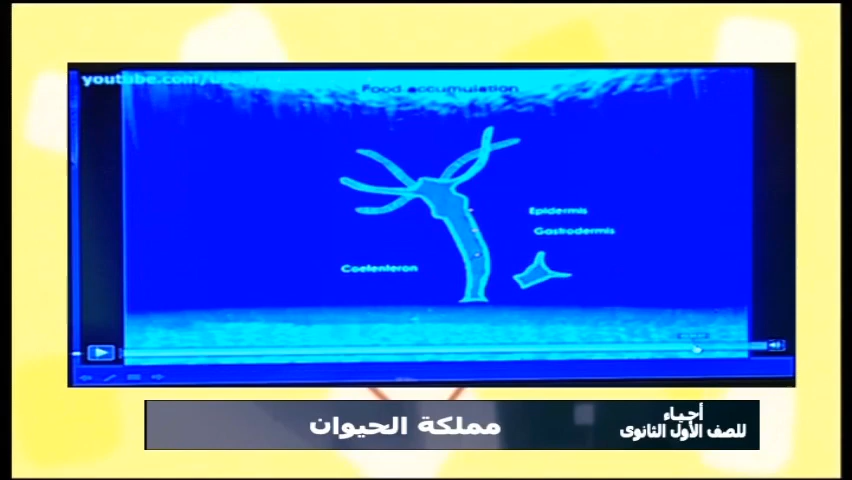 youtube.com/
Food accumulation
Epidermis
Gastrodermis
Coelenteron
أحياء
للصف الأول الثانوى
مملكة الحيوان